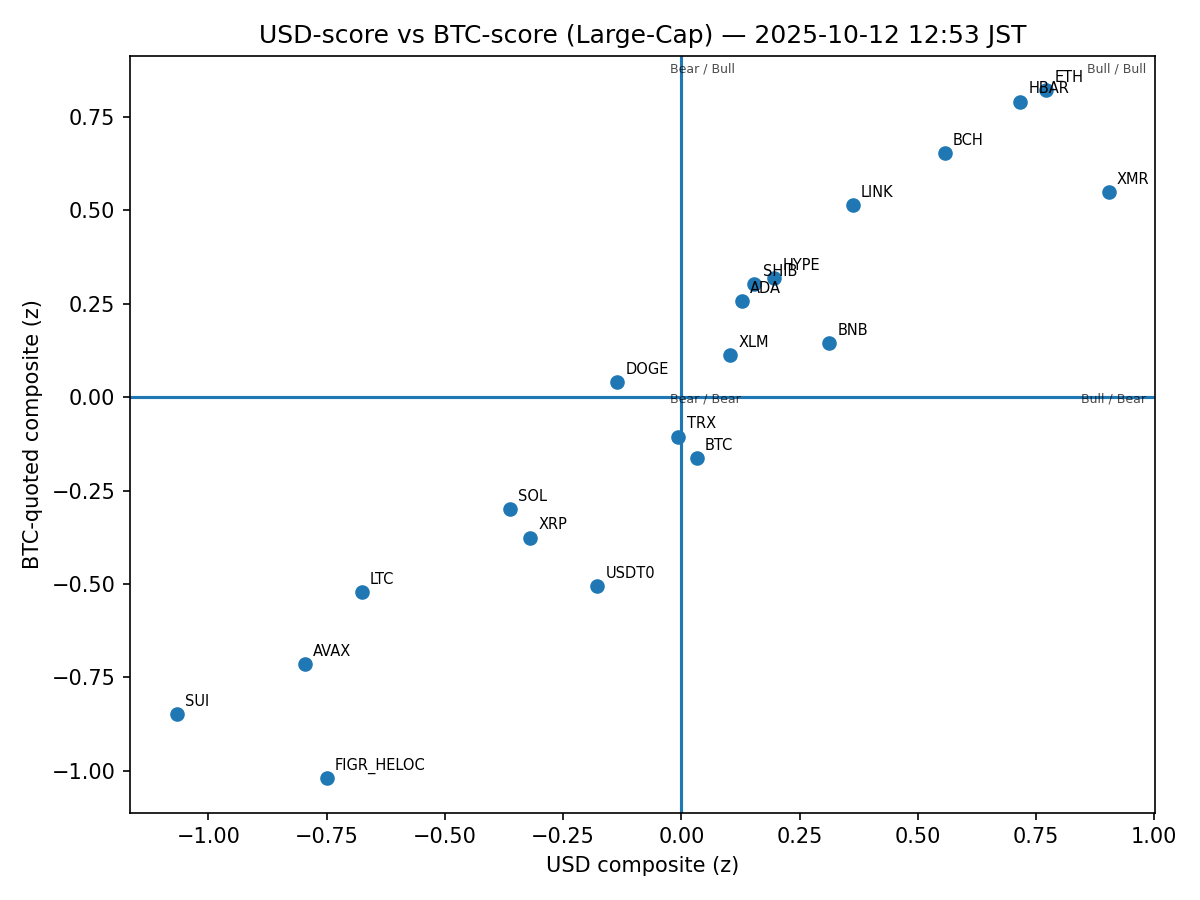 USD-score vs BTC-score (Large-Cap) — 2025-10-12 12:53 JST
Bear / Bull
Bull / Bull
ETH
HBAR
BCH
XMR
LINK
HYPE
SHIB
ADA
BNB
XLM
DOGE
Bear / Bear
Bull / Bear
TRX
BTC
SOL
XRP
USDT0
LTC
AVAX
SUI
FIGR_HELOC
0.75
0.50
0.25
0.00
−0.25
−0.50
−0.75
−1.00
BTC-quoted composite (z)
−1.00
−0.75
−0.50
−0.25
0.00
0.25
0.50
0.75
1.00
USD composite (z)